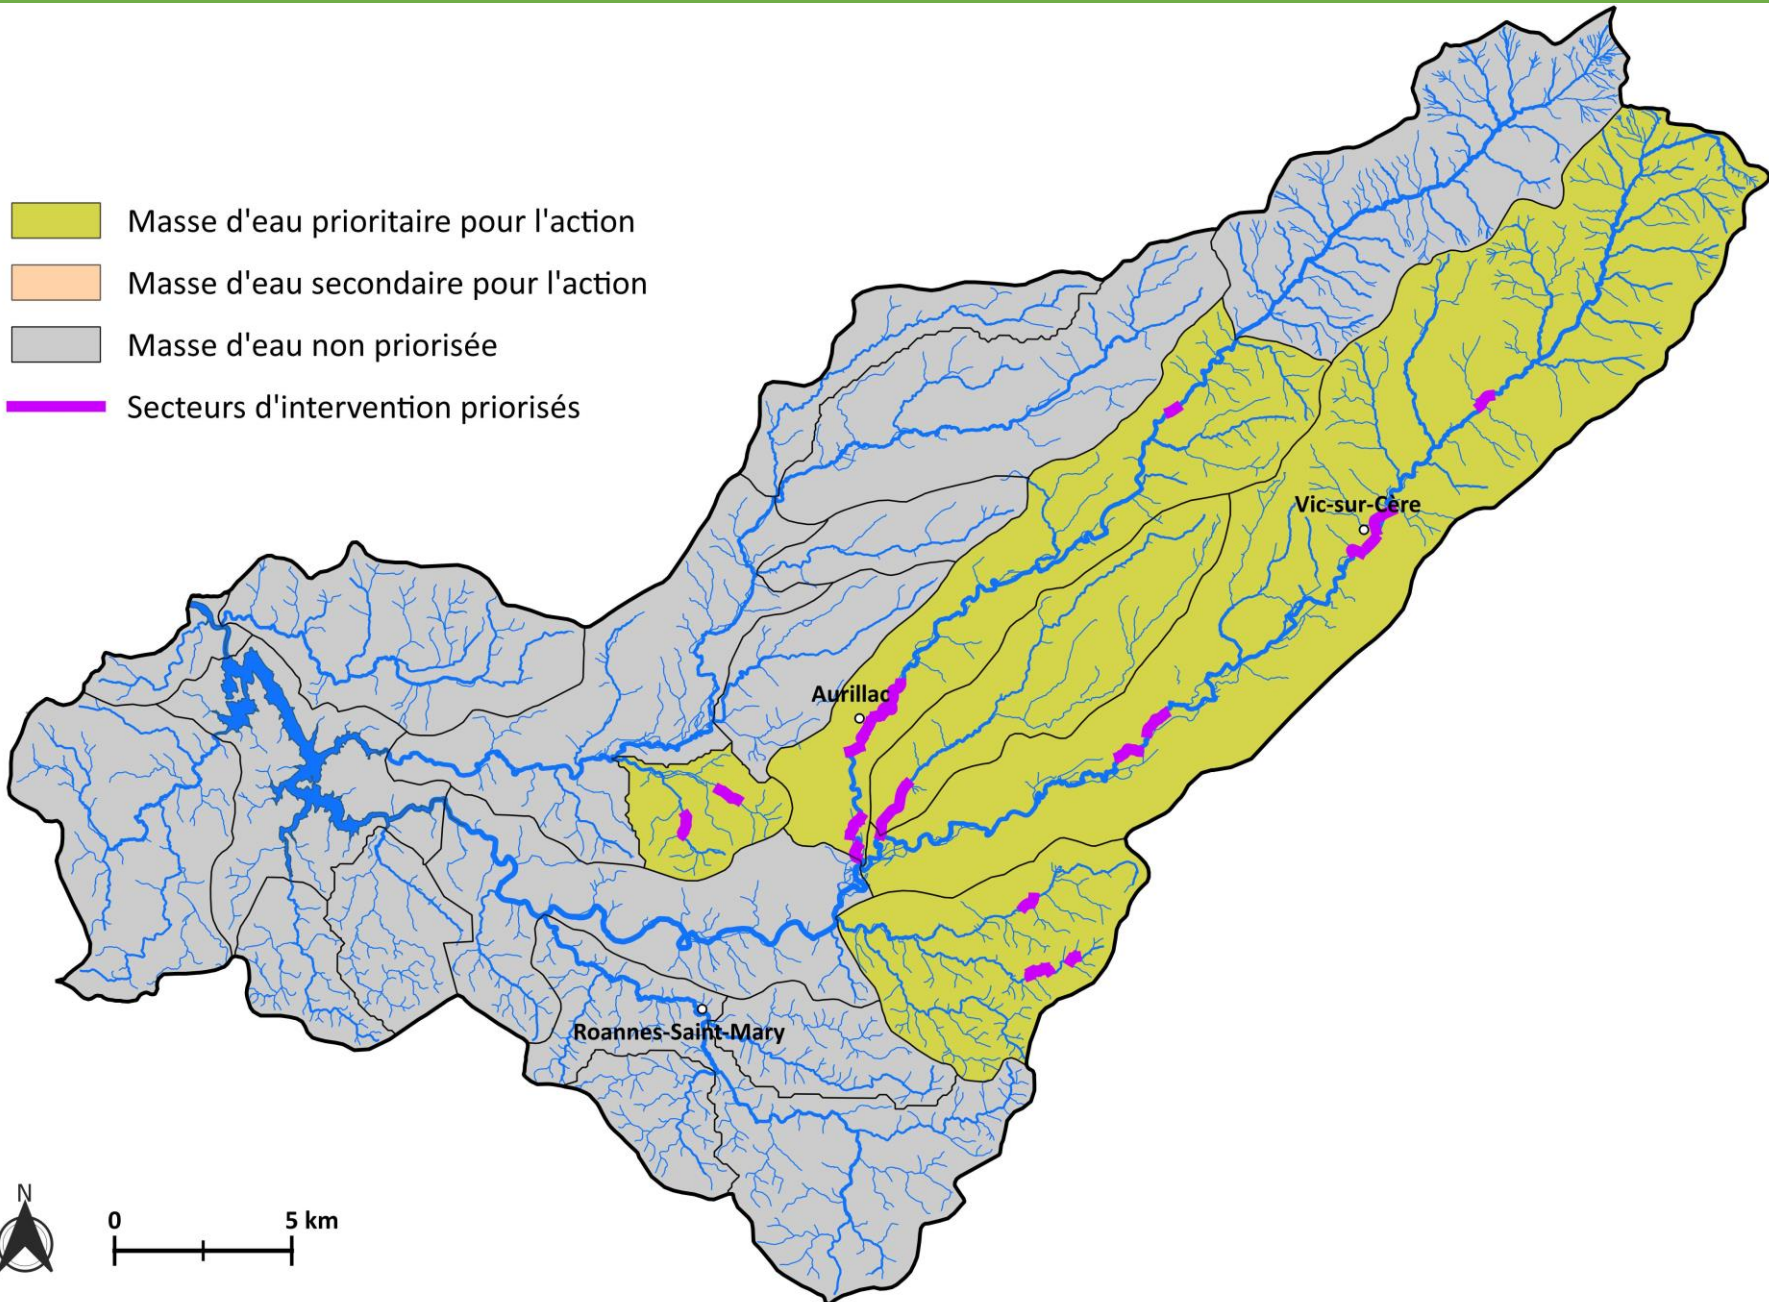 Masse d'eau prioritaire pour l'action
Masse d'eau secondaire pour l'action
Masse d'eau non priorisée
Secteurs d'intervention priorisés
Vic-sur-Cère
Aurillac
Roannes-Saint-Mary
N
0 5 km